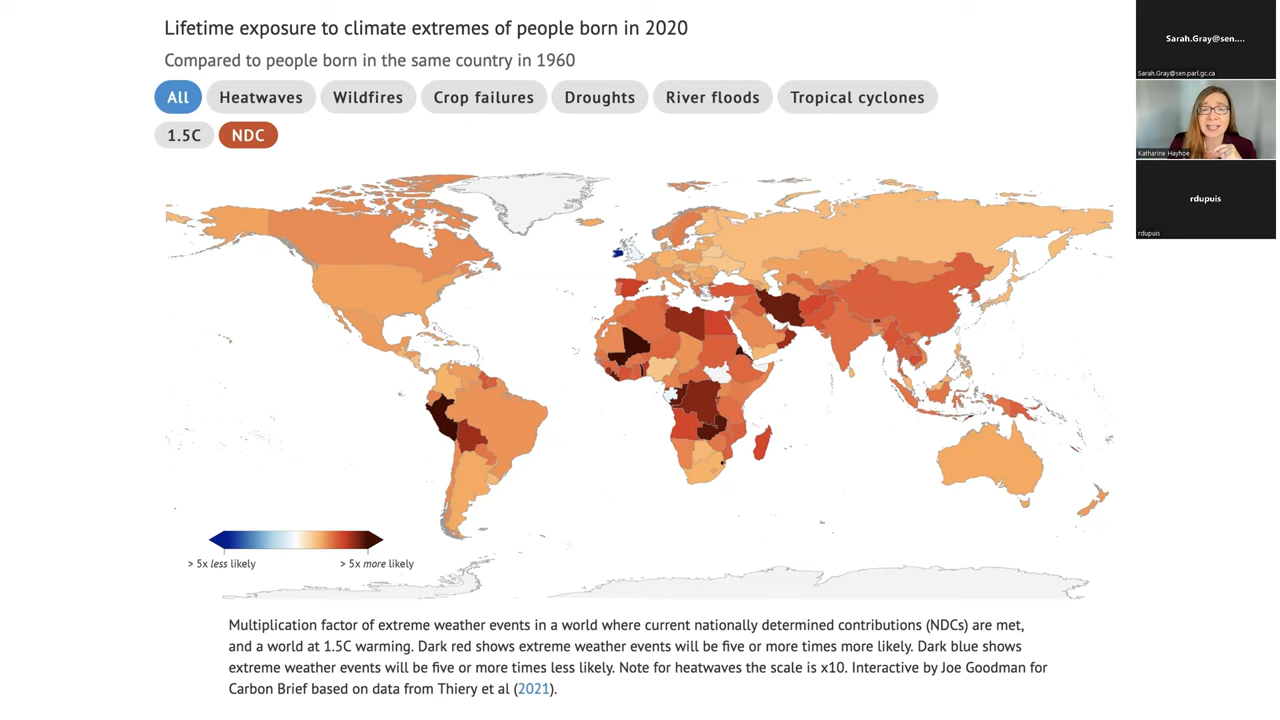 Lifetime exposure to climate extremes of people born in 2020
Compared to people born in the same country in 1960
All
Heatwaves
Wildfires
Crop failures
Droughts
River floods
Tropical cyclones
1.5C
NDC
> 5x less likely
> 5x more likely
Multiplication factor of extreme weather events in a world where current nationally determined contributions (NDCs) are met,
and a world at 1.5C warming. Dark red shows extreme weather events will be five or more times more likely. Dark blue shows
extreme weather events will be five or more times less likely. Note for heatwaves the scale is x10. Interactive by Joe Goodman for
Carbon Brief based on data from Thiery et al (2021).
Sarah.Gray@sen....
Sarah.Gray@sen.parl.gc.ca
Katharine Hayhoe
rdupuis
rdupuis